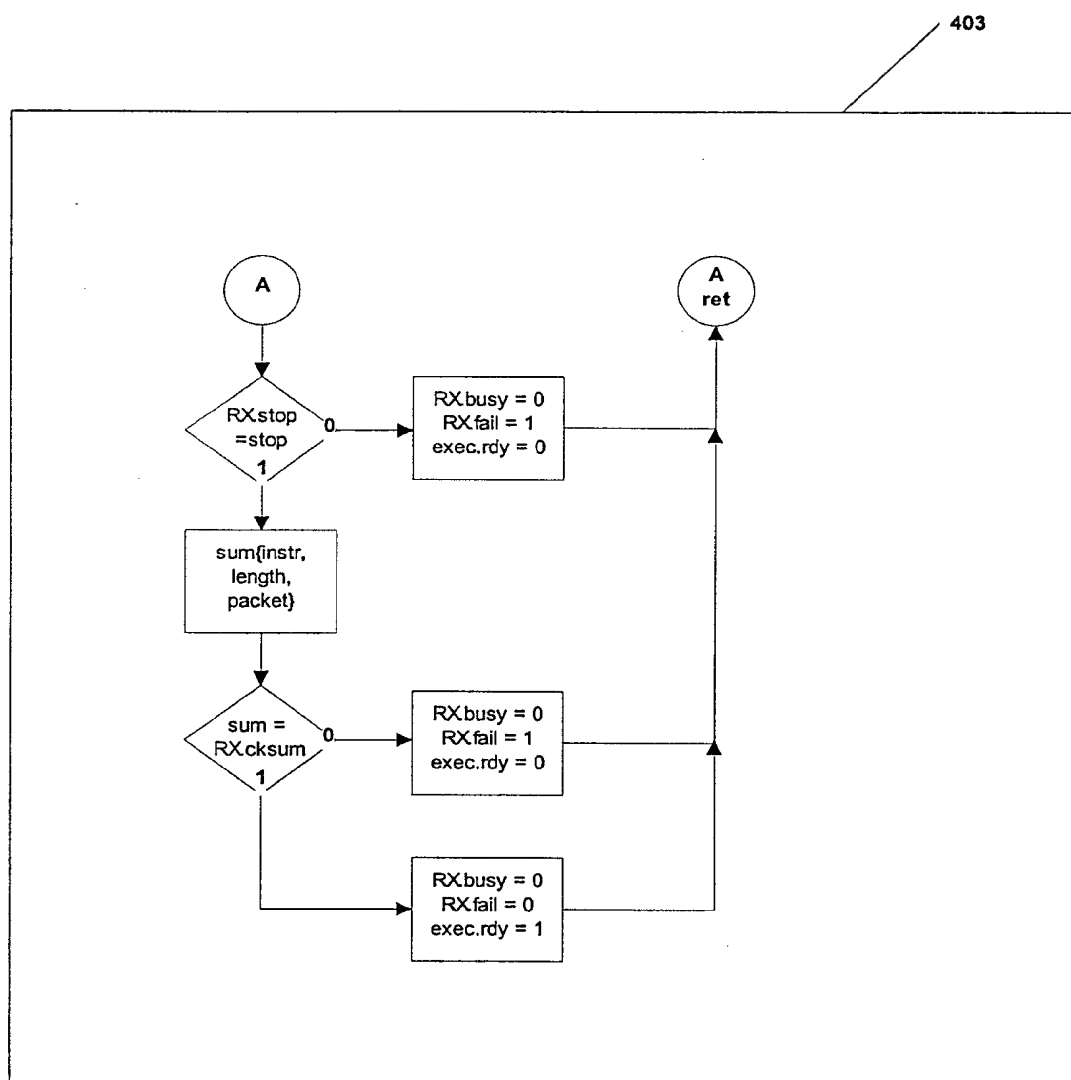 403
A
A
ret
RX.stop
=stop
0
1
RX.busy = 0
RX.fail = 1
exec.rdy = 0
sum{instr,
length,
packet}
sum =
RX.cksum
0
1
RX.busy = 0
RX.fail = 1
exec.rdy = 0
RX.busy = 0
RX.fail = 0
exec.rdy = 1